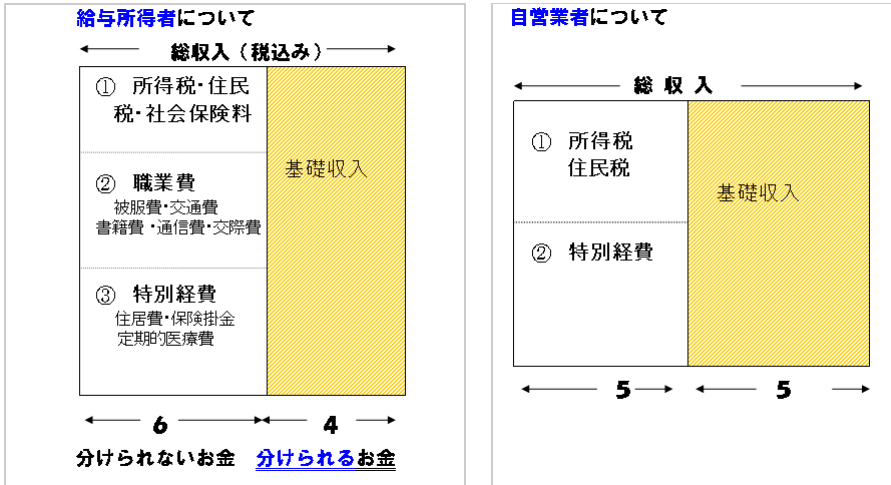 給与所得者について
総収入（税込み）
① 所得税・住民
税・社会保険料
② 職業費
被服費・交通費
書籍費・通信費・交際費
③ 特別経費
住居費・保険掛金
定期的医療費
基礎収入
6
4
分けられないお金 分けられるお金
自営業者について
総収入
① 所得税
住民税
② 特別経費
基礎収入
5
5